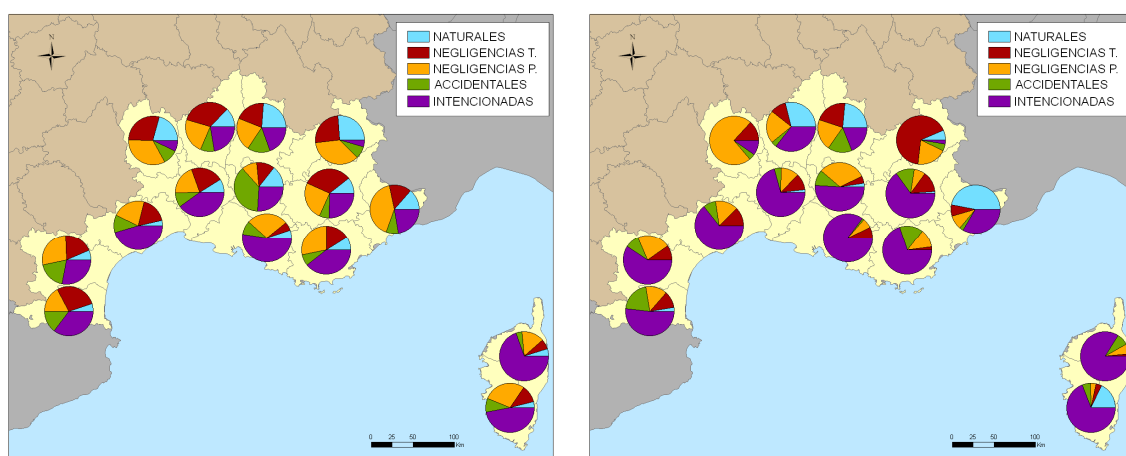 N
NATURALES
NEGLIGENCIAS T.
NEGLIGENCIAS P.
ACCIDENTALES
INTENCIONADAS
0 25 50 100
Km
N
NATURALES
NEGLIGENCIAS T.
NEGLIGENCIAS P.
ACCIDENTALES
INTENCIONADAS
0 25 50 100
Km